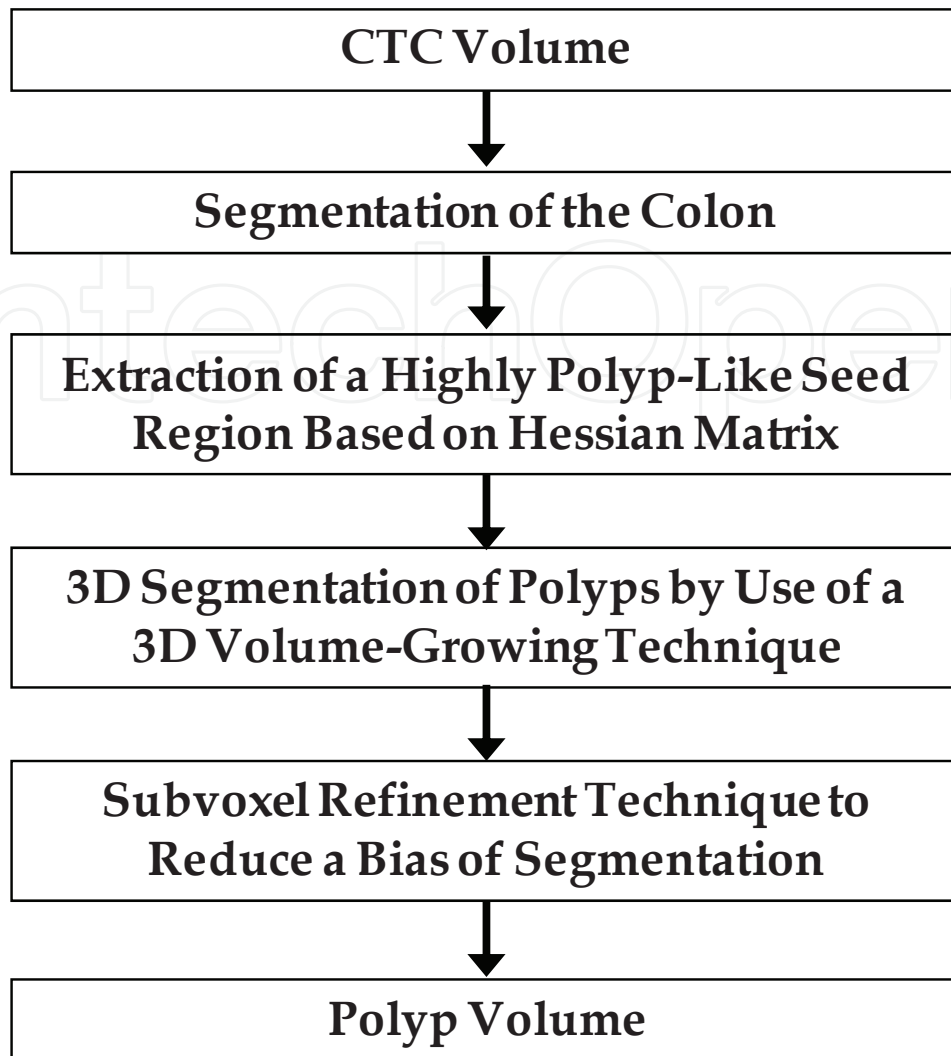 CTC Volume
Segmentation of the Colon
Extraction of a Highly Polyp-Like Seed
Region Based on Hessian Matrix
3D Segmentation of Polyps by Use of a
3D Volume-Growing Technique
Subvoxel Refinement Technique to
Reduce a Bias of Segmentation
Polyp Volume